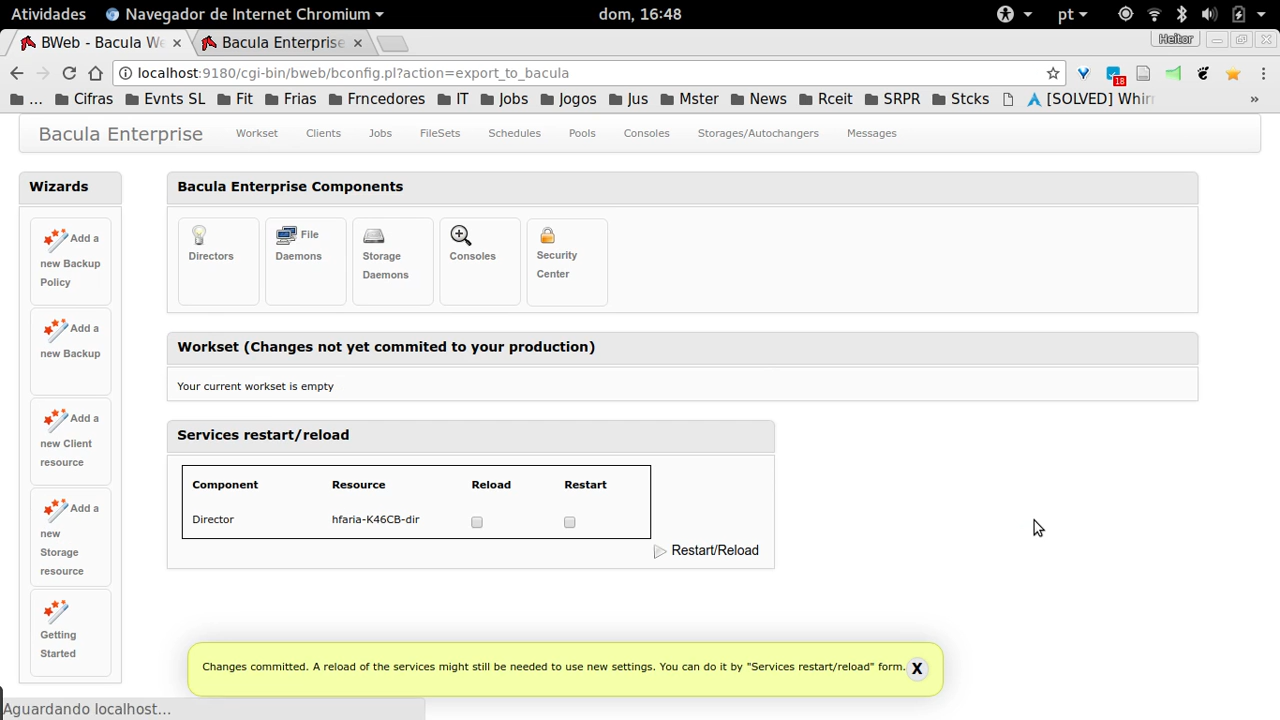 Atividades Navegador de Internet Chromium dom, 16:48 pt
BWeb - Bacula We Bacula Enterprise Heitor
localhost:9180/cgi-bin/bweb/bconfig.pl?action=export_to_bacula 18
... Cifras Evnts SL Fit Frias Frncedores IT Jobs Jogos Jus Mster News Rceit SRPR Stcks [SOLVED] Whirr »
Bacula Enterprise Workset Clients Jobs FileSets Schedules Pools Consoles Storages/Autochangers Messages
Wizards
Add a
new Backup
Policy
Add a
new Backup
Add a
new Client
resource
Add a
new
Storage
resource
Getting
Started
Bacula Enterprise Components
Directors
File
Daemons
Storage
Daemons
Consoles
Security
Center
Workset (Changes not yet commited to your production)
Your current workset is empty
Services restart/reload
Component Resource Reload Restart
Director hfaria-K46CB-dir
Restart/Reload
Changes committed. A reload of the services might still be needed to use new settings. You can do it by "Services restart/reload" form. X
Aguardando localhost...